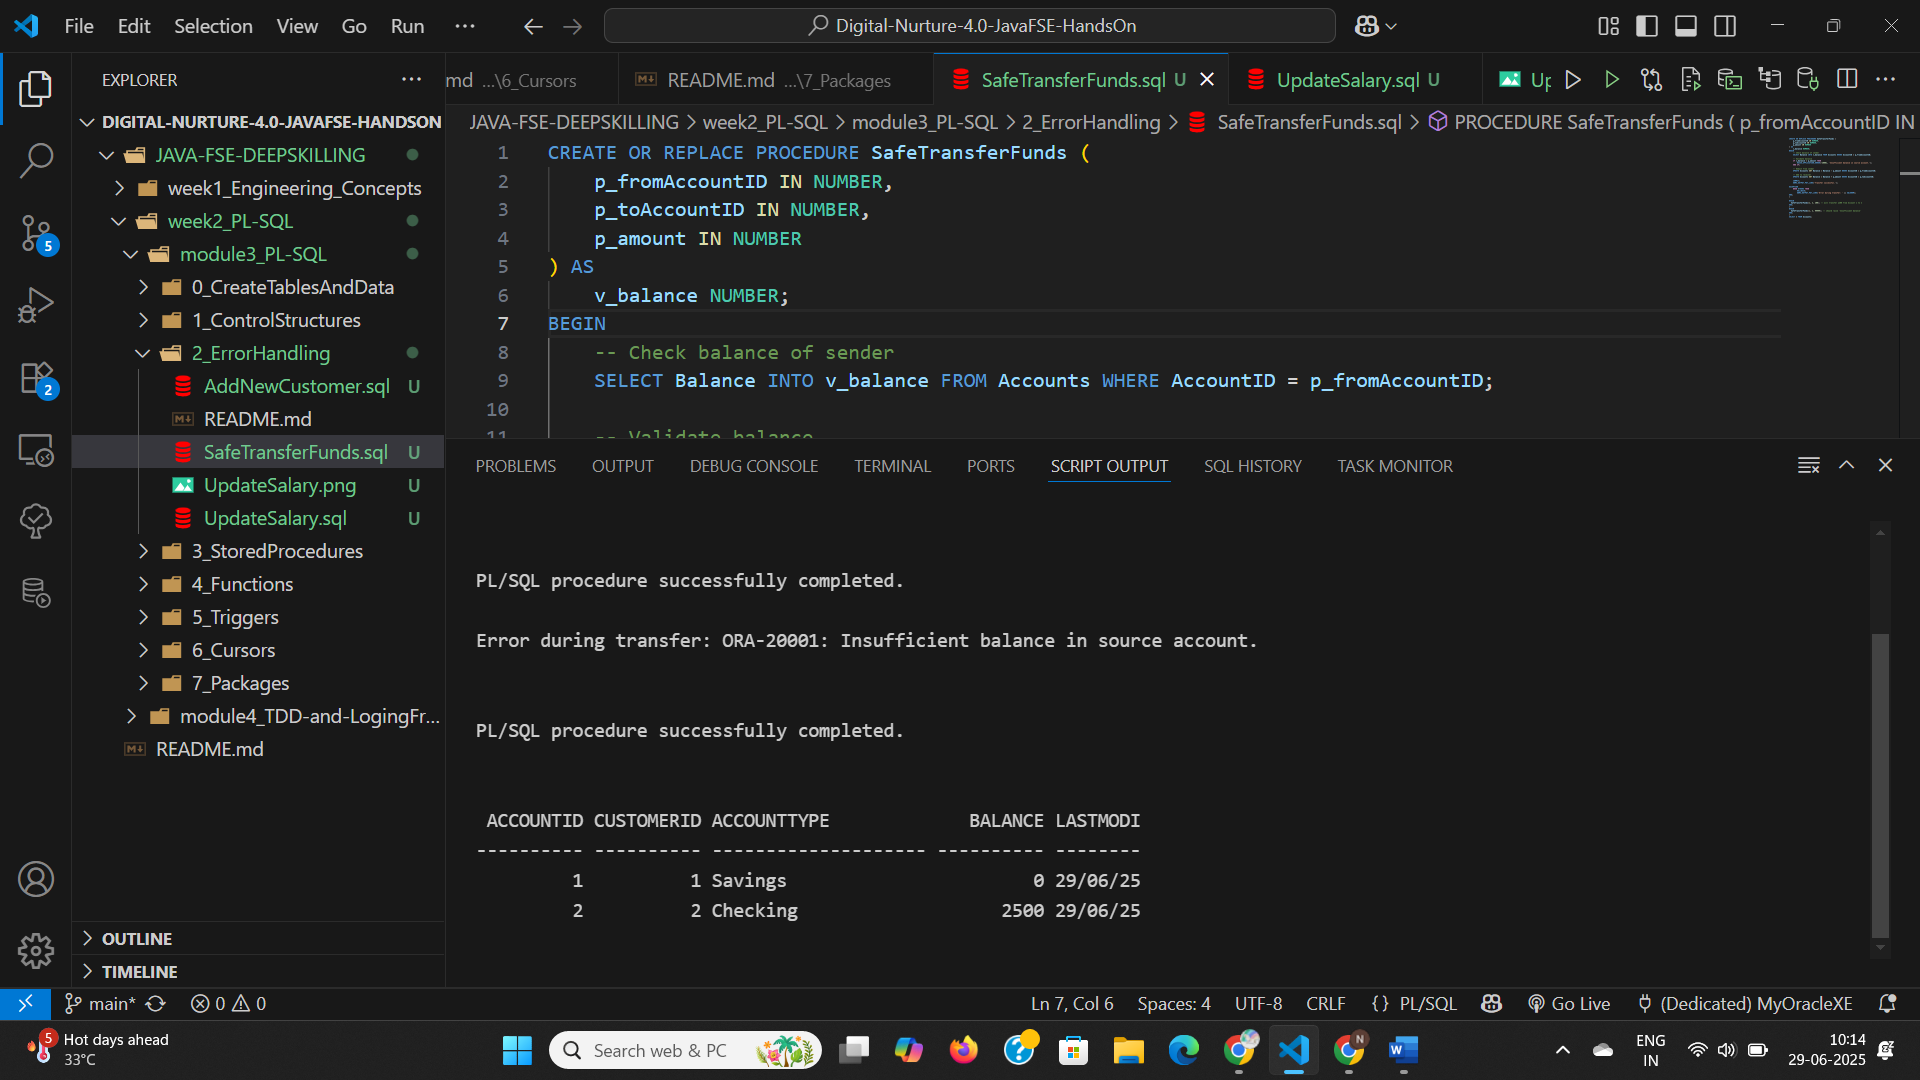 File Edit Selection View Go Run ···
Digital-Nurture-4.0-JavaFSE-HandsOn
EXPLORER
md ...\6_Cursors
README.md ...\7_Packages
SafeTransferFunds.sql U
UpdateSalary.sql U
Up
JAVA-FSE-DEEPSKILLING > week2_PL-SQL > module3_PL-SQL > 2_ErrorHandling > SafeTransferFunds.sql > PROCEDURE SafeTransferFunds ( p_fromAccountID IN
DIGITAL-NURTURE-4.0-JAVAFSE-HANDSON
JAVA-FSE-DEEPSKILLING
week1_Engineering_Concepts
week2_PL-SQL
module3_PL-SQL
0_CreateTablesAndData
1_ControlStructures
2_ErrorHandling
AddNewCustomer.sql U
README.md
SafeTransferFunds.sql U
UpdateSalary.png U
UpdateSalary.sql U
3_StoredProcedures
4_Functions
5_Triggers
6_Cursors
7_Packages
module4_TDD-and-LogingFr...
README.md
OUTLINE
TIMELINE
5
2
1 CREATE OR REPLACE PROCEDURE SafeTransferFunds (
2 p_fromAccountID IN NUMBER,
3 p_toAccountID IN NUMBER,
4 p_amount IN NUMBER
5 ) AS
6 v_balance NUMBER;
7 BEGIN
8 -- Check balance of sender
9 SELECT Balance INTO v_balance FROM Accounts WHERE AccountID = p_fromAccountID;
10
11 -- Validate balance
PROBLEMS OUTPUT DEBUG CONSOLE TERMINAL PORTS SCRIPT OUTPUT SQL HISTORY TASK MONITOR
PL/SQL procedure successfully completed.
Error during transfer: ORA-20001: Insufficient balance in source account.
PL/SQL procedure successfully completed.
ACCOUNTID CUSTOMERID ACCOUNTTYPE BALANCE LASTMODI
---------- ---------- -------------------- ---------- --------
1 1 Savings 0 29/06/25
2 2 Checking 2500 29/06/25
main* 0 0
Ln 7, Col 6 Spaces: 4 UTF-8 CRLF {} PL/SQL Go Live (Dedicated) MyOracleXE
5
Hot days ahead
33°C
Search web & PC
N
ENG
IN
10:14
29-06-2025